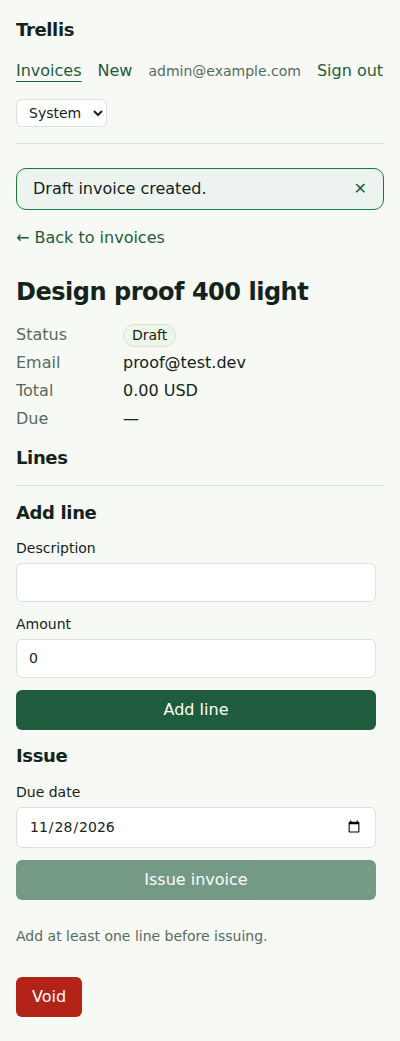 Trellis
Invoices New admin@example.com Sign out
System
Draft invoice created. ✕
← Back to invoices
Design proof 400 light
Status Draft
Email proof@test.dev
Total 0.00 USD
Due —
Lines
Add line
Description
Amount
0
Add line
Issue
Due date
11/28/2026
Issue invoice
Add at least one line before issuing.
Void